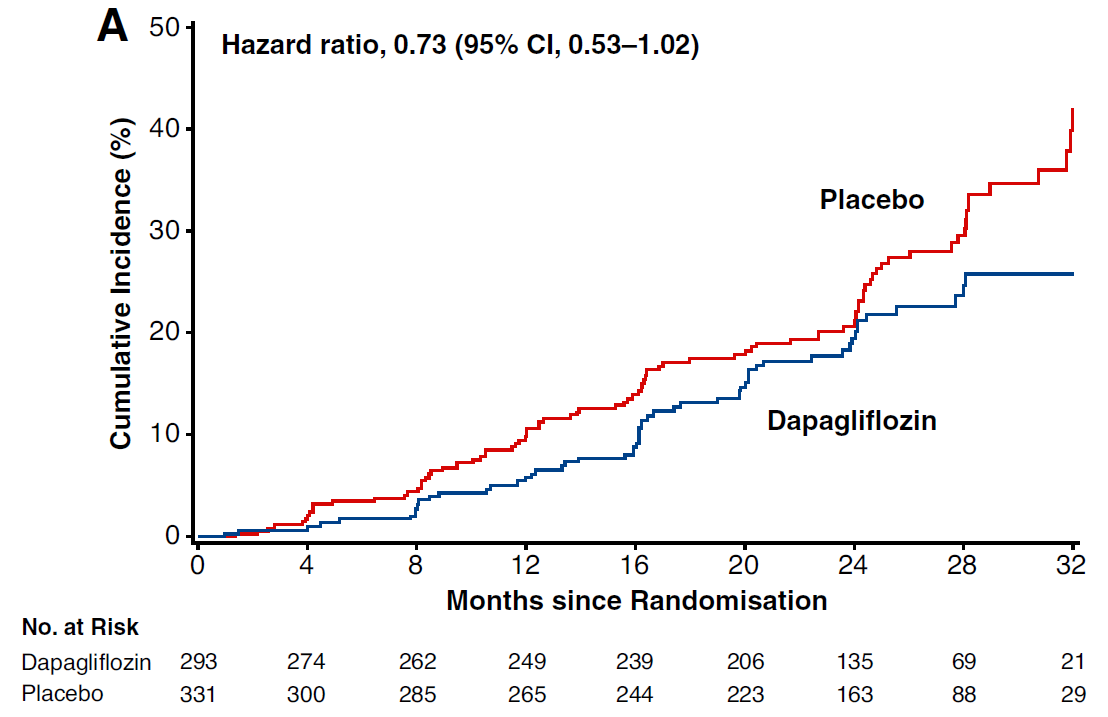 A
Hazard ratio, 0.73 (95% CI, 0.53–1.02)
50
40
30
20
10
0
Cumulative Incidence (%)
Placebo
Dapagliflozin
0 4 8 12 16 20 24 28 32
Months since Randomisation
No. at Risk
Dapagliflozin 293 274 262 249 239 206 135 69 21
Placebo 331 300 285 265 244 223 163 88 29